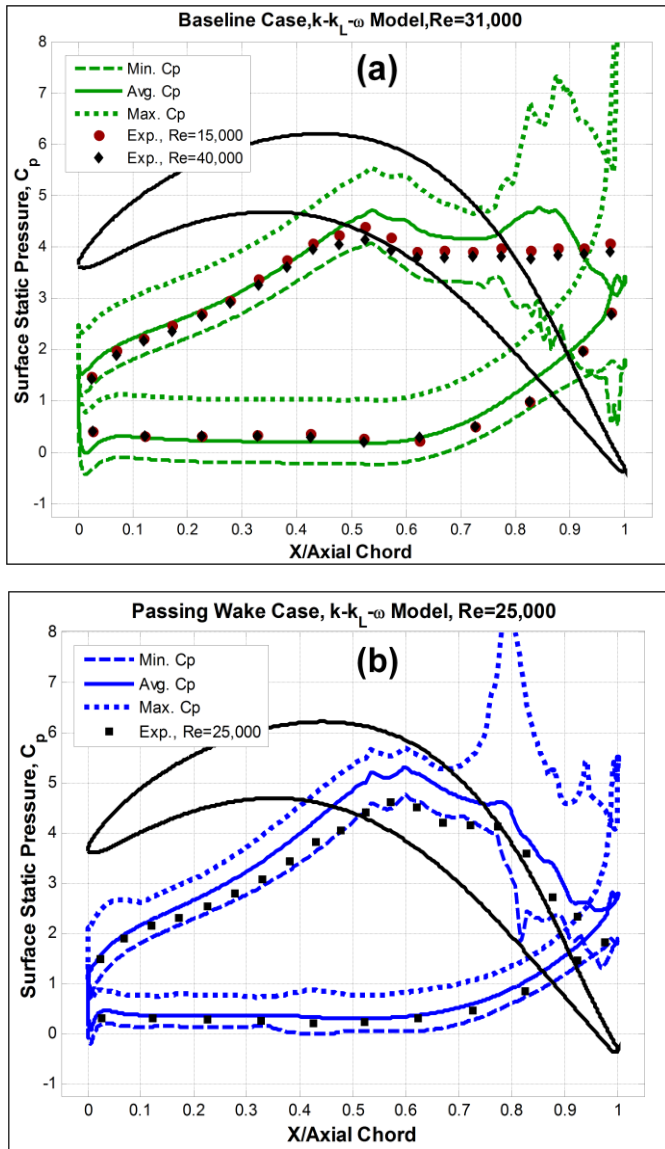 Baseline Case,k-k_L-ω Model,Re=31,000
(a)
Min. Cp
Avg. Cp
Max. Cp
Exp., Re=15,000
Exp., Re=40,000
Surface Static Pressure, C_p
8
7
6
5
4
3
2
1
0
-1
0 0.1 0.2 0.3 0.4 0.5 0.6 0.7 0.8 0.9 1
X/Axial Chord
Passing Wake Case, k-k_L-ω Model, Re=25,000
(b)
Min. Cp
Avg. Cp
Max. Cp
Exp., Re=25,000
Surface Static Pressure, C_p
8
7
6
5
4
3
2
1
0
-1
0 0.1 0.2 0.3 0.4 0.5 0.6 0.7 0.8 0.9 1
X/Axial Chord